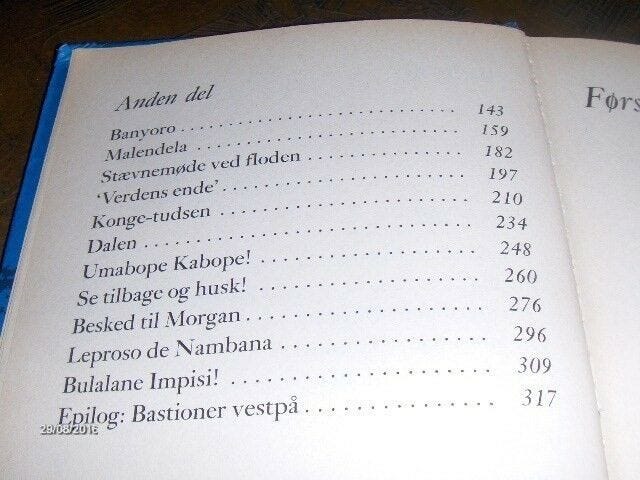 Anden del
Banyoro . . . . . . . . . . . . . . . . . . . . . . . . . . . . 143
Malendela . . . . . . . . . . . . . . . . . . . . . . . . . . 159
Stævnemøde ved floden . . . . . . . . . . . . . . . 182
‘Verdens ende’ . . . . . . . . . . . . . . . . . . . . . . . 197
Konge-tudsen . . . . . . . . . . . . . . . . . . . . . . . 210
Dalen . . . . . . . . . . . . . . . . . . . . . . . . . . . . . 234
Umabope Kabope! . . . . . . . . . . . . . . . . . . . . 248
Se tilbage og husk! . . . . . . . . . . . . . . . . . . . . 260
Besked til Morgan . . . . . . . . . . . . . . . . . . . . 276
Leproso de Nambana . . . . . . . . . . . . . . . . . . 296
Bulalane Impisi! . . . . . . . . . . . . . . . . . . . . . . 309
Epilog: Bastioner vestpå . . . . . . . . . . . . . . . . 317
Førs
29/08/2016